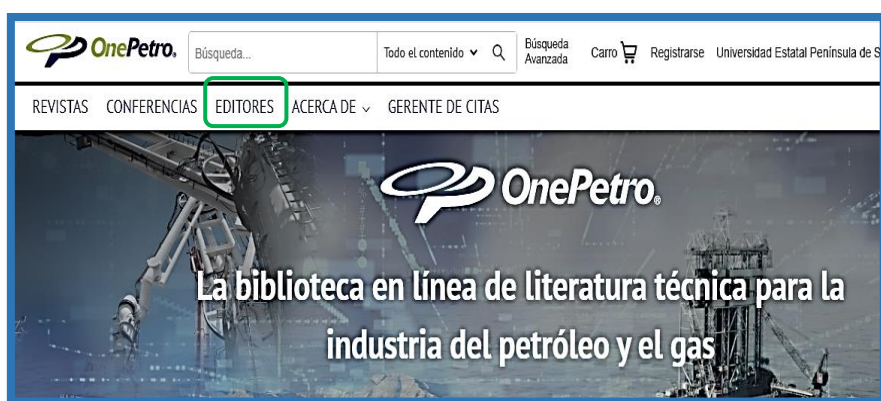 OnePetro.
Búsqueda...
Todo el contenido
Búsqueda
Avanzada
Carro
Registrarse
Universidad Estatal Península de S
REVISTAS CONFERENCIAS EDITORES ACERCA DE GERENTE DE CITAS
OnePetro®
La biblioteca en línea de literatura técnica para la
industria del petróleo y el gas